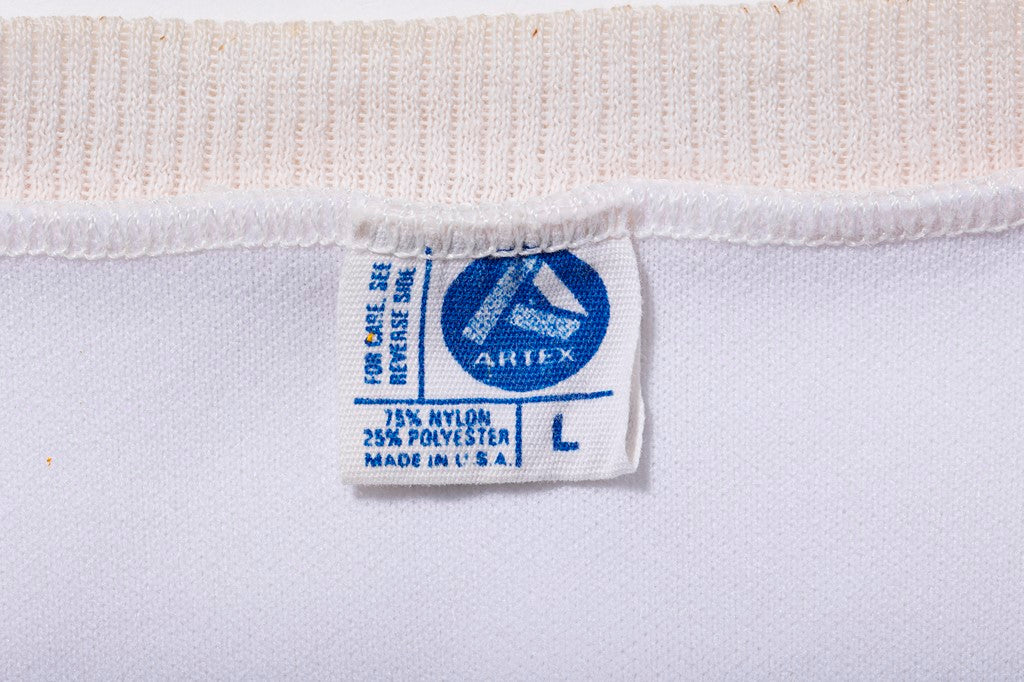 FOR CARE, SEE
REVERSE SIDE
ARTEX
75% NYLON
25% POLYESTER
MADE IN U.S.A.
L